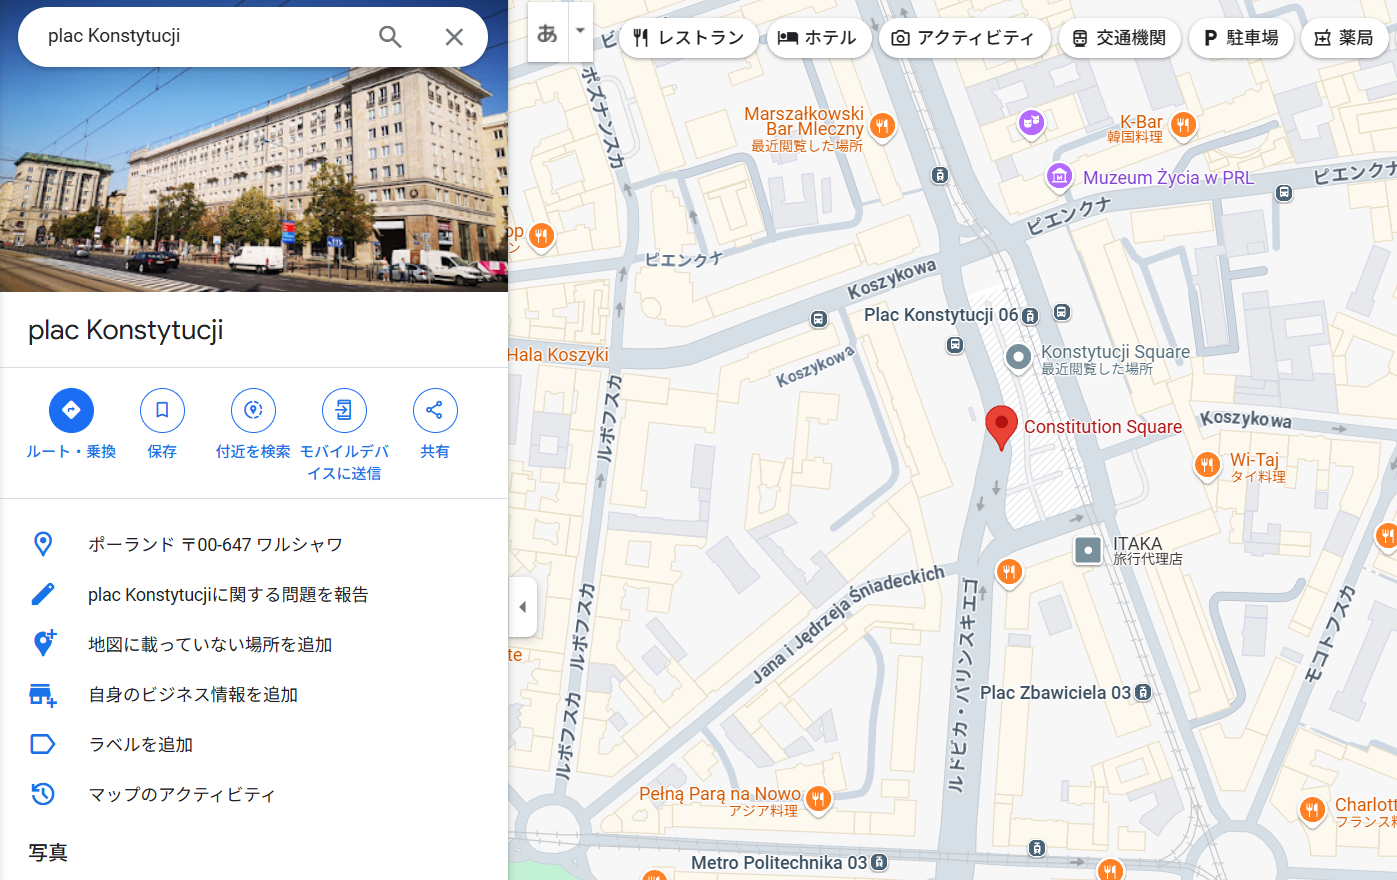 plac Konstytucji
plac Konstytucji
ルート・乗換
保存
付近を検索
モバイルデバ
イスに送信
共有
ポーランド 〒00-647 ワルシャワ
plac Konstytucjiに関する問題を報告
地図に載っていない場所を追加
自身のビジネス情報を追加
ラベルを追加
マップのアクティビティ
写真
あ
レストラン
ホテル
アクティビティ
交通機関
駐車場
薬局
ポズナンスカ
Marszałkowski
Bar Mleczny
最近閲覧した場所
K-Bar
韓国料理
Muzeum Życia w PRL
ピエンクナ
ピエンクナ
op
ン
ピエンクナ
Koszykowa
Plac Konstytucji 06
Hala Koszyki
Koszykowa
Konstytucji Square
最近閲覧した場所
ルボフスカ
Constitution Square
Koszykowa
Wi-Taj
タイ料理
ITAKA
旅行代理店
Jana i Jędrzeja Śniadeckich
ルボフスカ
ルドビカ・バリンスキエゴ
モコトフスカ
te
Plac Zbawiciela 03
ルボフスカ
Pełną Parą na Nowo
アジア料理
Charlott
フランス料
Metro Politechnika 03